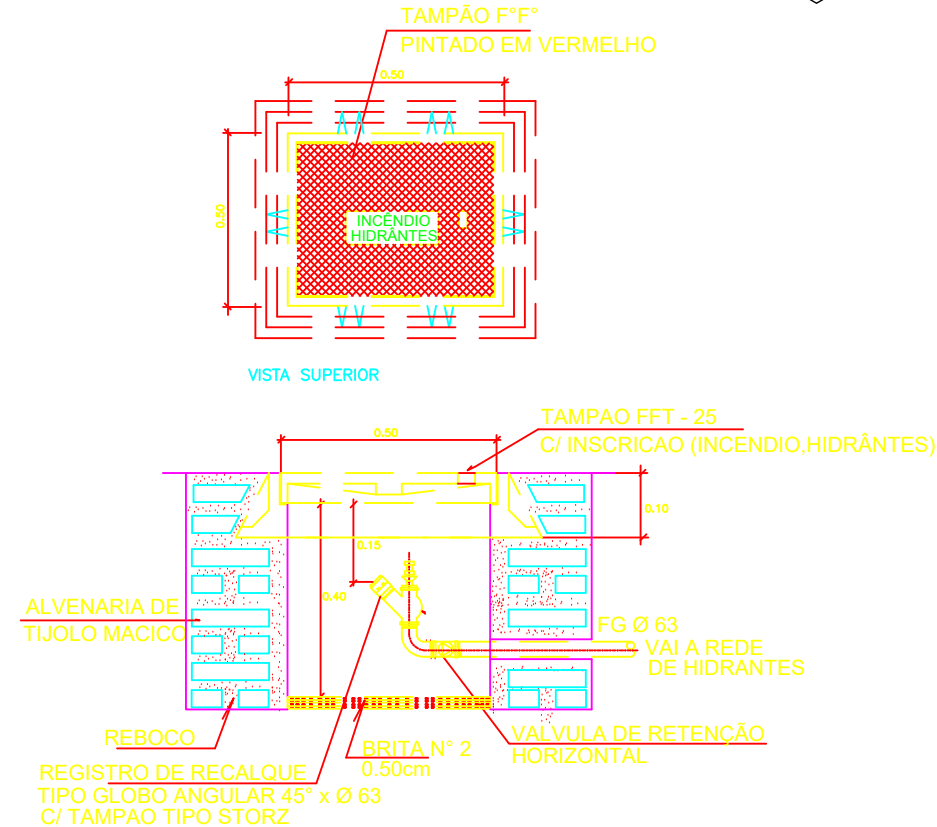 TAMPÃO F°F°
PINTADO EM VERMELHO
0.50
0.50
INCÊNDIO
HIDRÂNTES
VISTA SUPERIOR
TAMPAO FFT - 25
C/ INSCRICAO (INCENDIO,HIDRÂNTES)
0.50
0.10
0.15
0.40
ALVENARIA DE
TIJOLO MACICO
FG Ø 63
VAI A REDE
DE HIDRANTES
REBOCO
BRITA N° 2
0.50cm
VALVULA DE RETENÇÃO
HORIZONTAL
REGISTRO DE RECALQUE
TIPO GLOBO ANGULAR 45° x Ø 63
C/ TAMPAO TIPO STORZ